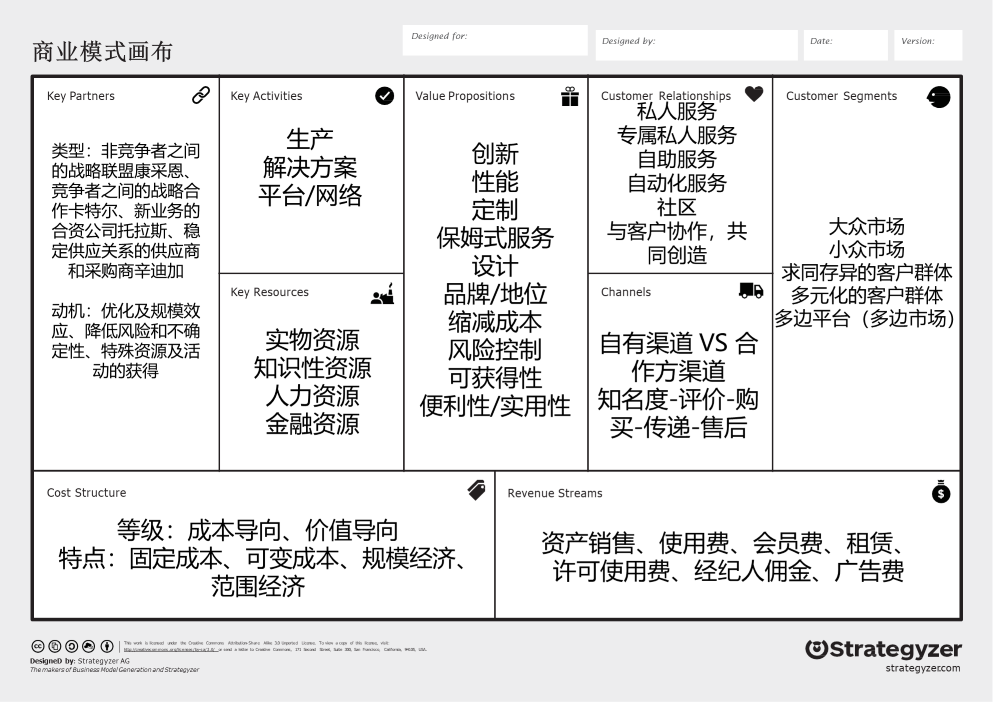 商业模式画布
Designed for:
Designed by:
Date:
Version:
Key Partners
类型：非竞争者之间
的战略联盟康采恩、
竞争者之间的战略合
作卡特尔、新业务的
合资公司托拉斯、稳
定供应关系的供应商
和采购商辛迪加
动机：优化及规模效
应、降低风险和不确
定性、特殊资源及活
动的获得
Key Activities
生产
解决方案
平台/网络
Key Resources
实物资源
知识性资源
人力资源
金融资源
Value Propositions
创新
性能
定制
保姆式服务
设计
品牌/地位
缩减成本
风险控制
可获得性
便利性/实用性
Customer Relationships
私人服务
专属私人服务
自助服务
自动化服务
社区
与客户协作，共
同创造
Channels
自有渠道 VS 合
作方渠道
知名度-评价-购
买-传递-售后
Customer Segments
大众市场
小众市场
求同存异的客户群体
多元化的客户群体
多边平台（多边市场）
Cost Structure
等级：成本导向、价值导向
特点：固定成本、可变成本、规模经济、
范围经济
Revenue Streams
$
资产销售、使用费、会员费、租赁、
许可使用费、经纪人佣金、广告费
cc
This work is licensed under the Creative Commons Attribution-Share Alike 3.0 Unported License. To view a copy of this license, visit:
http://creativecommons.org/licenses/by-sa/3.0/ or send a letter to Creative Commons, 171 Second Street, Suite 300, San Francisco, California, 94105, USA.
DesigneD by: Strategyzer AG
The makers of Business Model Generation and Strategyzer
Strategyzer
strategyzer.com